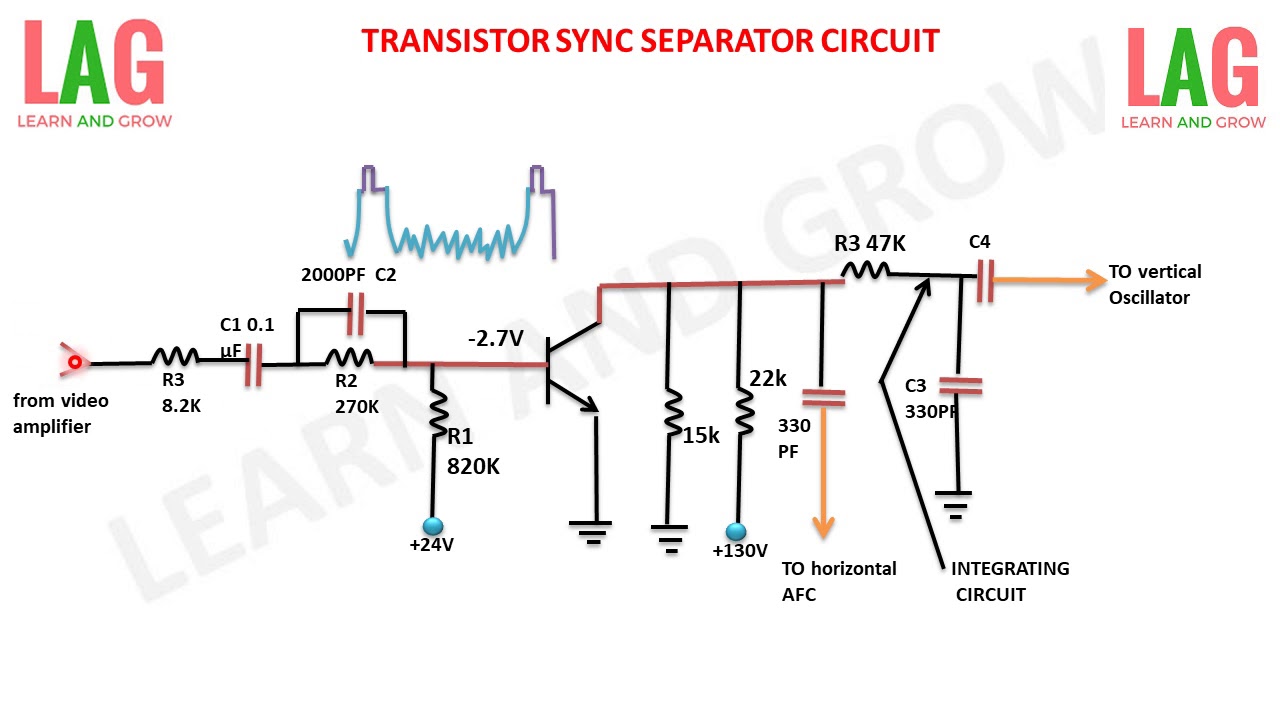 LAG
LEARN AND GROW
TRANSISTOR SYNC SEPARATOR CIRCUIT
LAG
LEARN AND GROW
LEARN AND GROW
2000PF C2
C1 0.1
µF
R3
8.2K
R2
270K
from video
amplifier
-2.7V
R1
820K
+24V
15k
22k
+130V
330
PF
TO horizontal
AFC
R3 47K
C4
TO vertical
Oscillator
C3
330PF
INTEGRATING
CIRCUIT